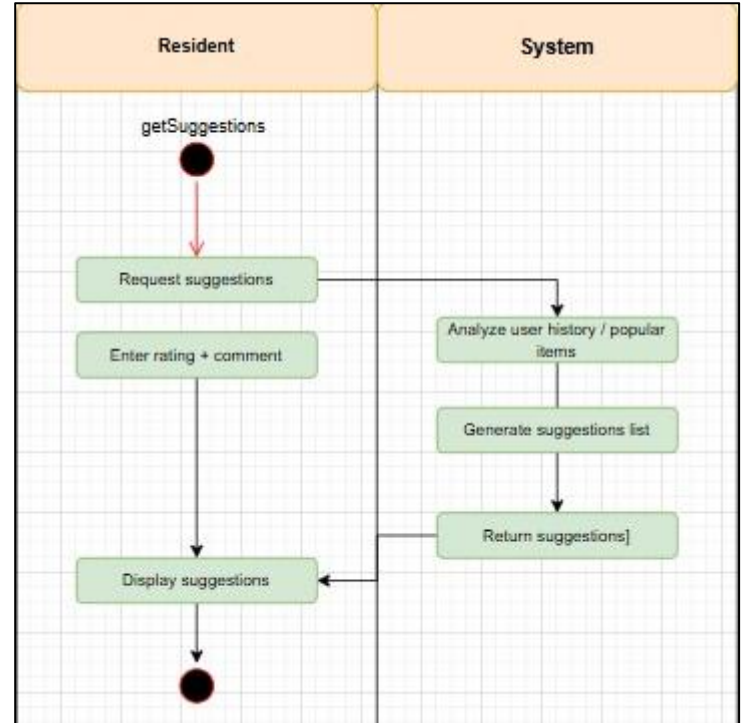 Resident
System
getSuggestions
Request suggestions
Analyze user history / popular
items
Enter rating + comment
Generate suggestions list
Return suggestions]
Display suggestions